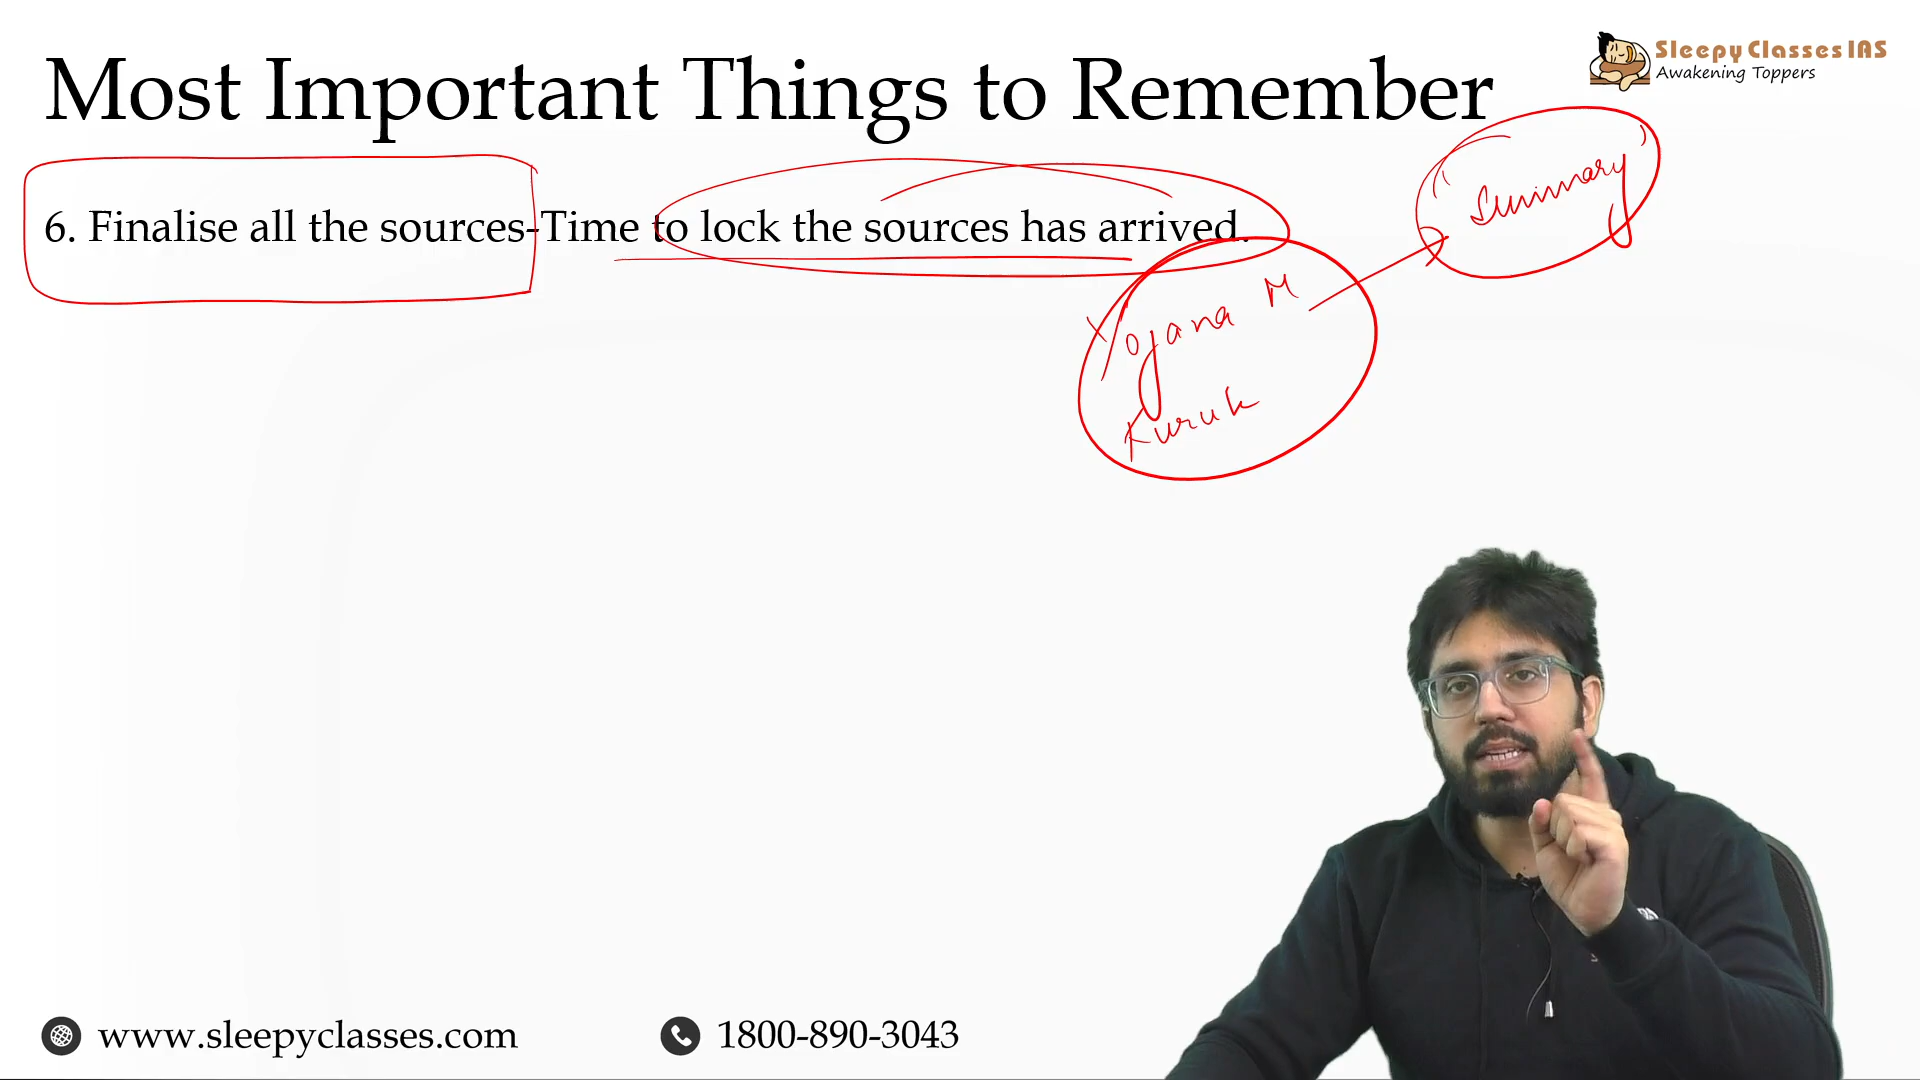 Most Important Things to Remember
Sleepy Classes IAS
Awakening Toppers
"Summary"
6. Finalise all the sources-Time to lock the sources has arrived.
Yojana M
Kuruk
www.sleepyclasses.com
1800-890-3043